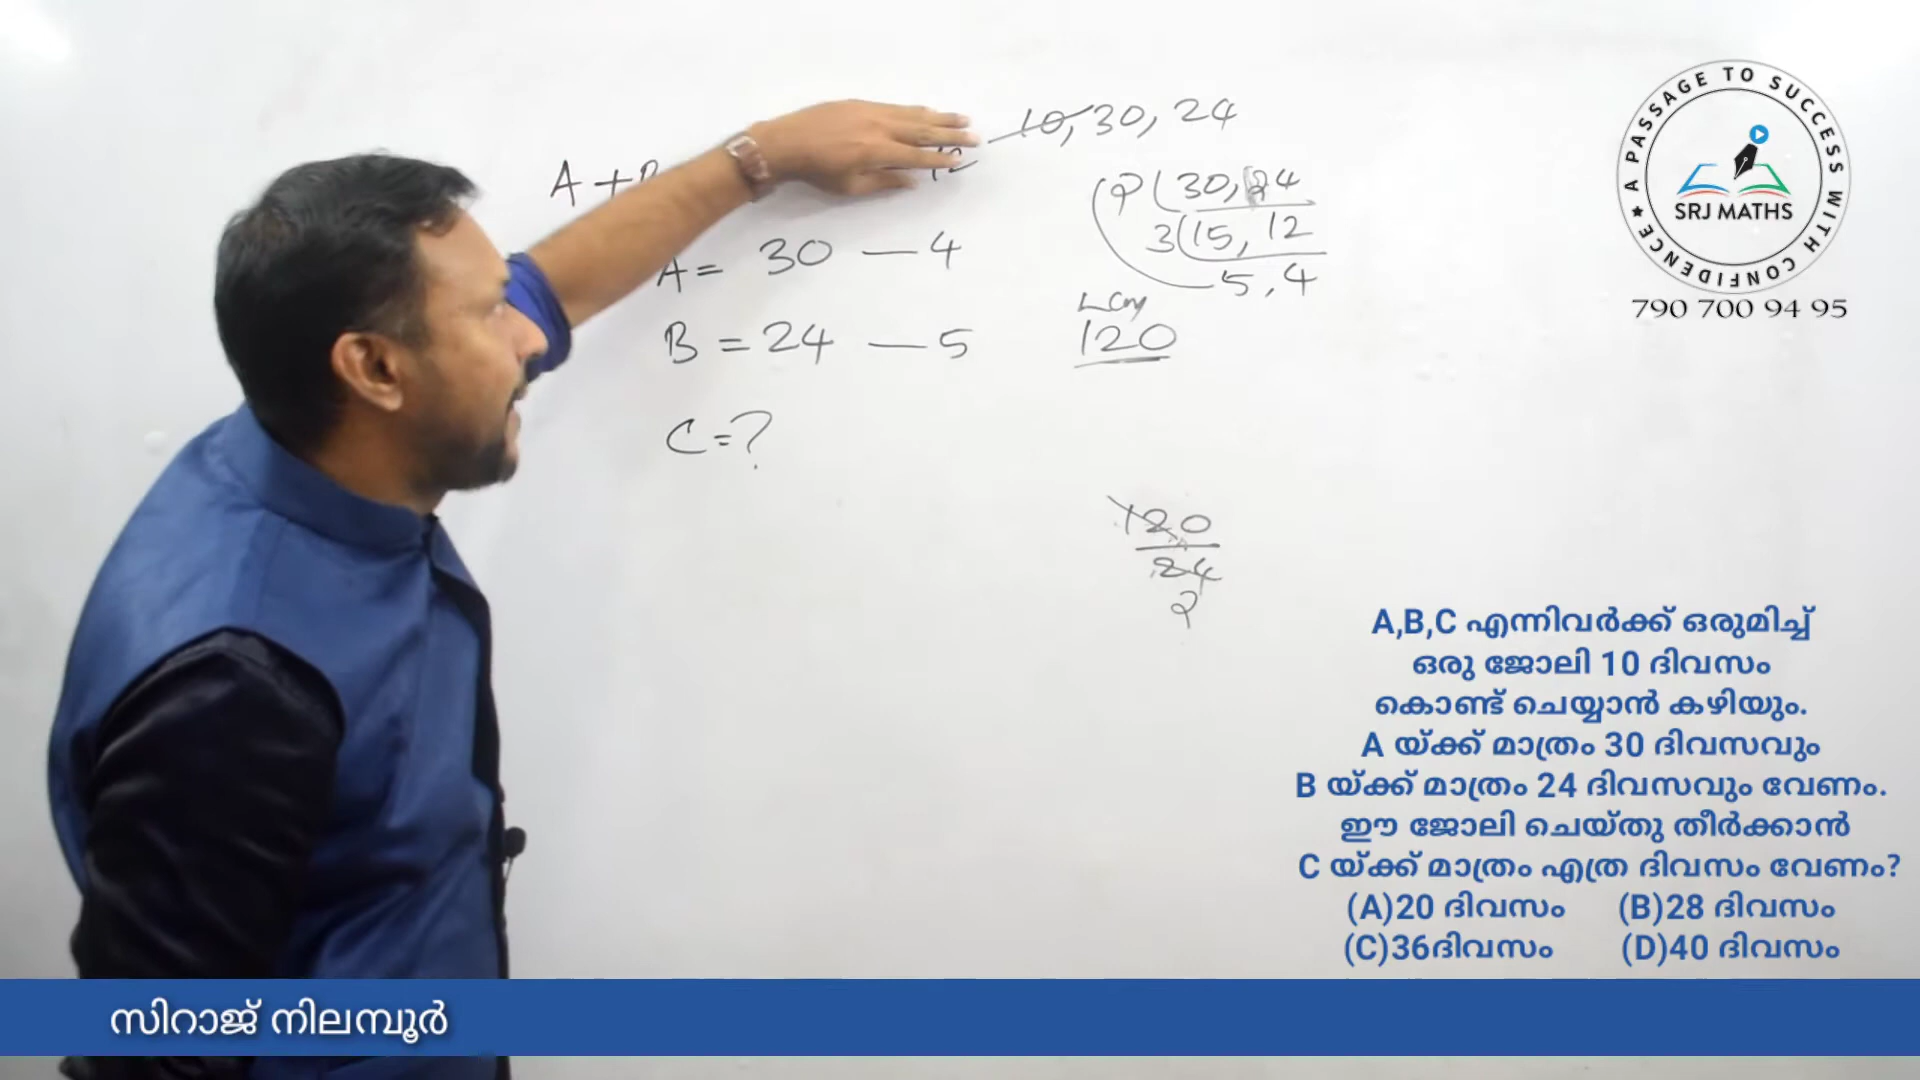 10, 30, 24
A + B
12
2 ( 30, 24
3 ( 15, 12
5, 4
A = 30 — 4
Lcm
B = 24 — 5
120
C = ?
120
24
2
A PASSAGE TO SUCCESS WITH CONFIDENCE
SRJ MATHS
790 700 94 95
A,B,C എന്നിവർക്ക് ഒരുമിച്ച്
ഒരു ജോലി 10 ദിവസം
കൊണ്ട് ചെയ്യാൻ കഴിയും.
A യ്ക്ക് മാത്രം 30 ദിവസവും
B യ്ക്ക് മാത്രം 24 ദിവസവും വേണം.
ഈ ജോലി ചെയ്തു തീർക്കാൻ
C യ്ക്ക് മാത്രം എത്ര ദിവസം വേണം?
(A)20 ദിവസം (B)28 ദിവസം
(C)36ദിവസം (D)40 ദിവസം
സിറാജ് നിലമ്പൂർ